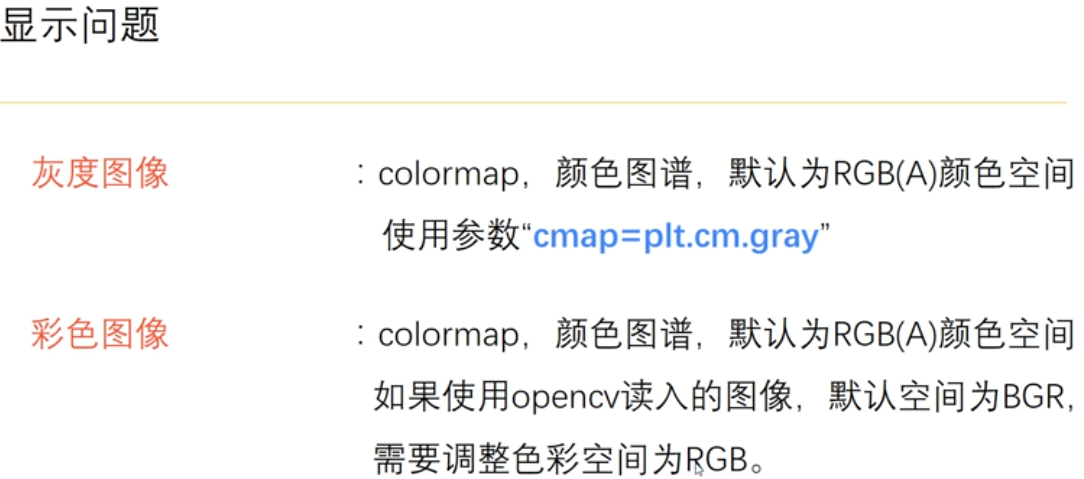 显示问题
灰度图像 ：colormap，颜色图谱，默认为RGB(A)颜色空间
使用参数“cmap=plt.cm.gray”
彩色图像 ：colormap，颜色图谱，默认为RGB(A)颜色空间
如果使用opencv读入的图像，默认空间为BGR，
需要调整色彩空间为RGB。